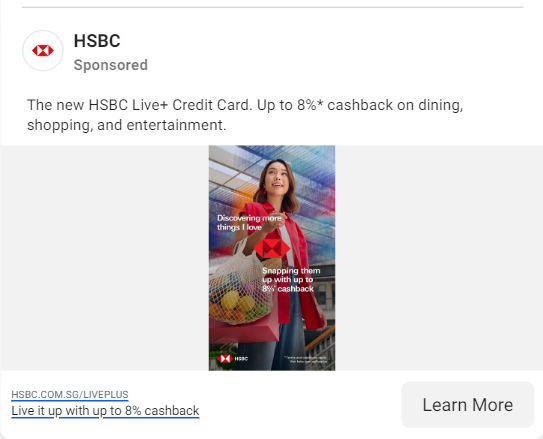 HSBC
Sponsored
The new HSBC Live+ Credit Card. Up to 8%* cashback on dining,
shopping, and entertainment.
Discovering more
things I love
Snapping them
up with up to
8%* cashback
HSBC
HSBC.COM.SG/LIVEPLUS
Live it up with up to 8% cashback
Learn More